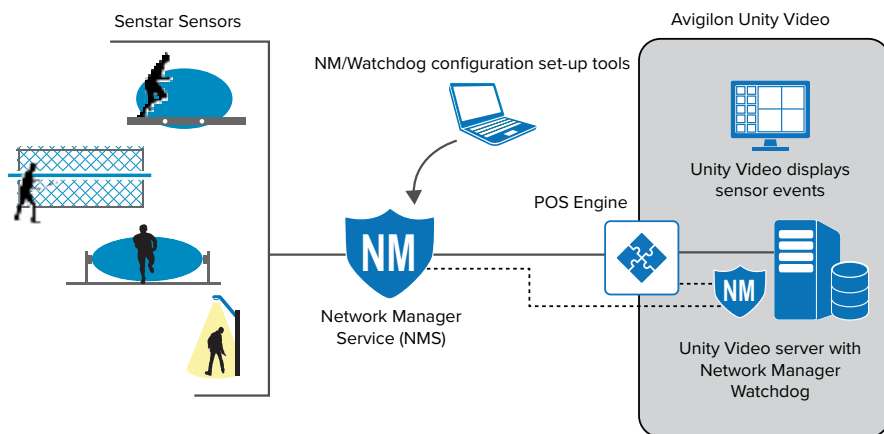 Senstar Sensors
Avigilon Unity Video
NM/Watchdog configuration set-up tools
Unity Video displays
sensor events
POS Engine
NM
Network Manager
Service (NMS)
NM
Unity Video server with
Network Manager
Watchdog